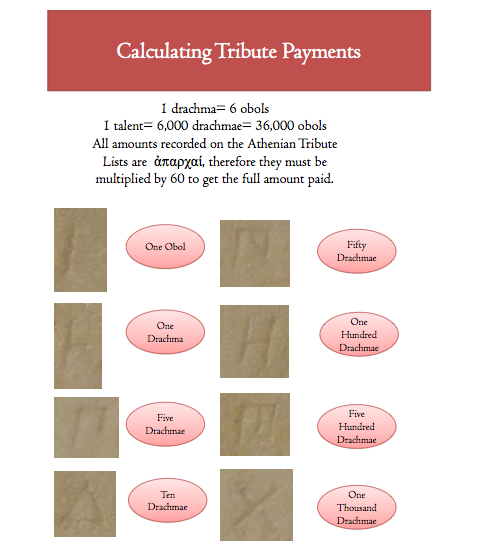 Calculating Tribute Payments
1 drachma= 6 obols
1 talent= 6,000 drachmae= 36,000 obols
All amounts recorded on the Athenian Tribute
Lists are ἀπαρχαί, therefore they must be
multiplied by 60 to get the full amount paid.
One Obol
Fifty
Drachmae
One
Drachma
One
Hundred
Drachmae
Five
Drachmae
Five
Hundred
Drachmae
Ten
Drachmae
One
Thousand
Drachmae